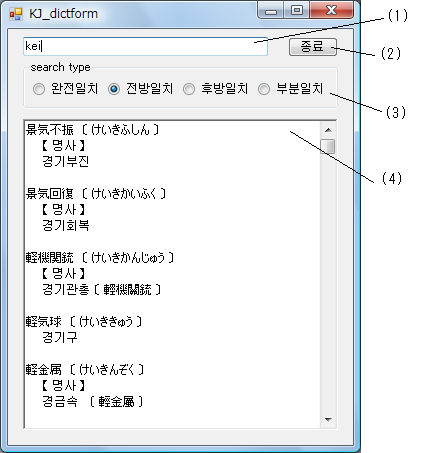 KJ_dictform
(1)
kei
종료
(2)
search type
완전일치 전방일치 후방일치 부분일치
(3)
景気不振 〔 けいきふしん 〕
【 명사 】
경기부진
(4)
景気回復 〔 けいきかいふく 〕
【 명사 】
경기회복
軽機関銃 〔 けいきかんじゅう 〕
【 명사 】
경기관총〔 輕機關銃 〕
軽気球 〔 けいききゅう 〕
경기구
軽金属 〔 けいきんぞく 〕
【 명사 】
경금속 〔 輕金屬 〕